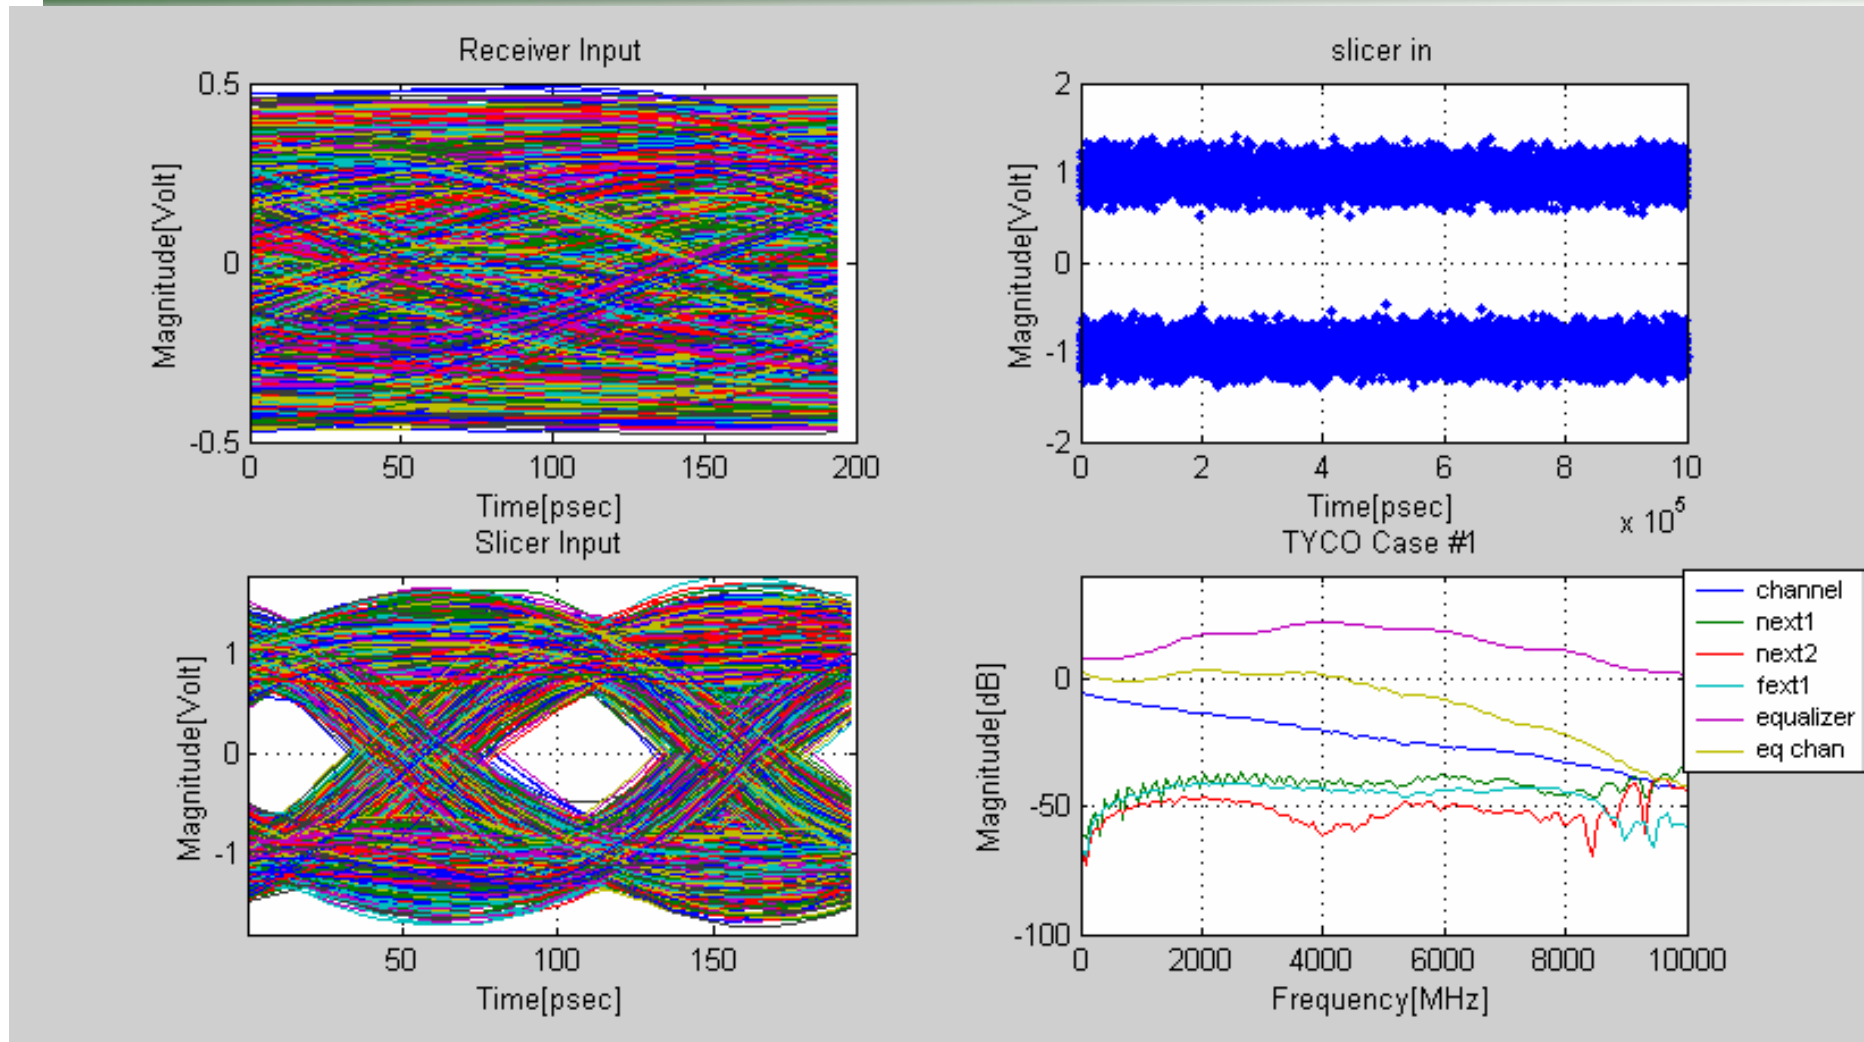 Receiver Input
0.5
0
-0.5
Magnitude[Volt]
0 50 100 150 200
Time[psec]
slicer in
2
1
0
-1
-2
Magnitude[Volt]
0 2 4 6 8 10
Time[psec]
x 10^5
Slicer Input
1
0
-1
Magnitude[Volt]
50 100 150
Time[psec]
TYCO Case #1
0
-50
-100
Magnitude[dB]
0 2000 4000 6000 8000 10000
Frequency[MHz]
channel
next1
next2
fext1
equalizer
eq chan